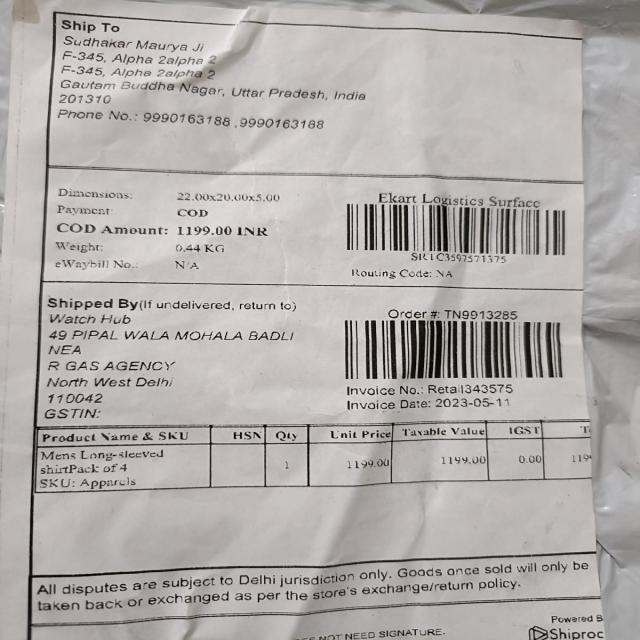 Ship To
Sudhakar Maurya Ji
F-345, Alpha 2alpha 2
F-345, Alpha 2alpha 2
Gautam Buddha Nagar, Uttar Pradesh, India
201310
Phone No.: 9990163188 ,9990163188
Dimensions: 22.00x20.00x5.00
Payment: COD
COD Amount: 1199.00 INR
Weight: 0.44 KG
eWaybill No.: N/A
Ekart Logistics Surface
SRTC3597571375
Routing Code: NA
Shipped By(If undelivered, return to)
Watch Hub
49 PIPAL WALA MOHALA BADLI
NEA
R GAS AGENCY
North West Delhi
110042
GSTIN:
Order #: TN9913285
Invoice No.: Retail343575
Invoice Date: 2023-05-11
Product Name & SKU HSN Qty Unit Price Taxable Value IGST T
Mens Long-sleeved
shirtPack of 4
SKU: Apparels
1 1199.00 1199.00 0.00 119
All disputes are subject to Delhi jurisdiction only. Goods once sold will only be
taken back or exchanged as per the store's exchange/return policy.
NOT NEED SIGNATURE.
Powered B
Shiproc